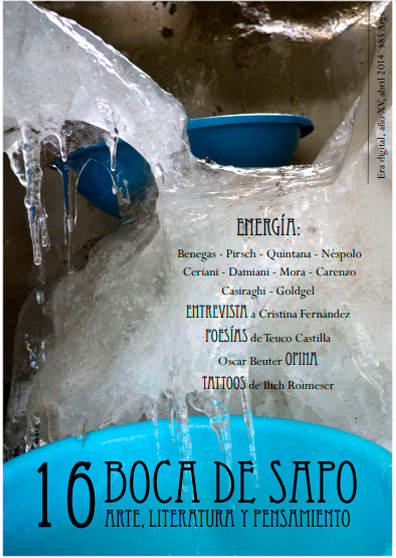 Era digital, año XV, abril 2014. $85 Args
ENERGÍA:
Benegas - Pirsch - Quintana - Néspolo
Ceriani - Damiani - Mora - Carenzo
Casiraghi - Goldgel
ENTREVISTA a Cristina Fernández
POESÍAS de Teuco Castilla
Oscar Beuter OPINA
TATTOOS de Ilich Roimeser
16 BOCA DE SAPO
ARTE, LITERATURA Y PENSAMIENTO